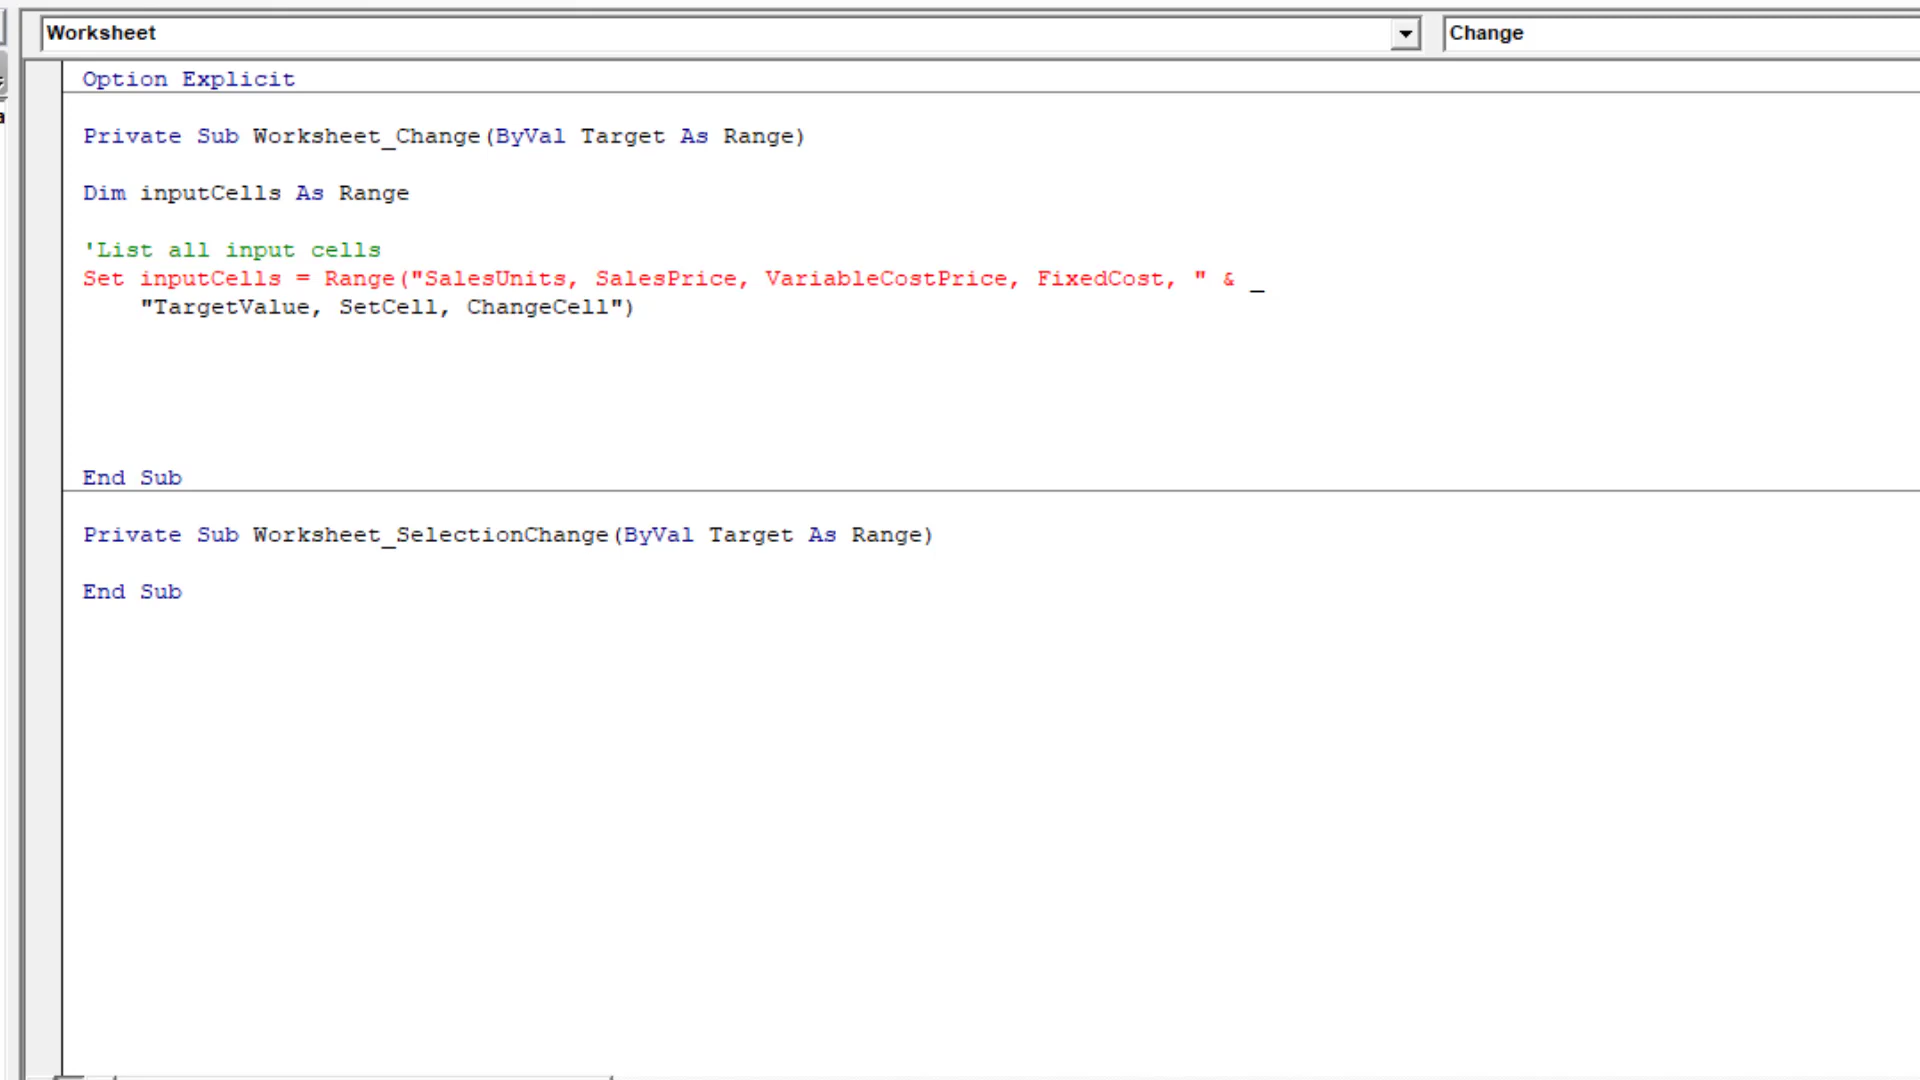 Worksheet
Change
Option Explicit
Private Sub Worksheet_Change(ByVal Target As Range)
Dim inputCells As Range
'List all input cells
Set inputCells = Range("SalesUnits, SalesPrice, VariableCostPrice, FixedCost, " & _
"TargetValue, SetCell, ChangeCell")
End Sub
Private Sub Worksheet_SelectionChange(ByVal Target As Range)
End Sub